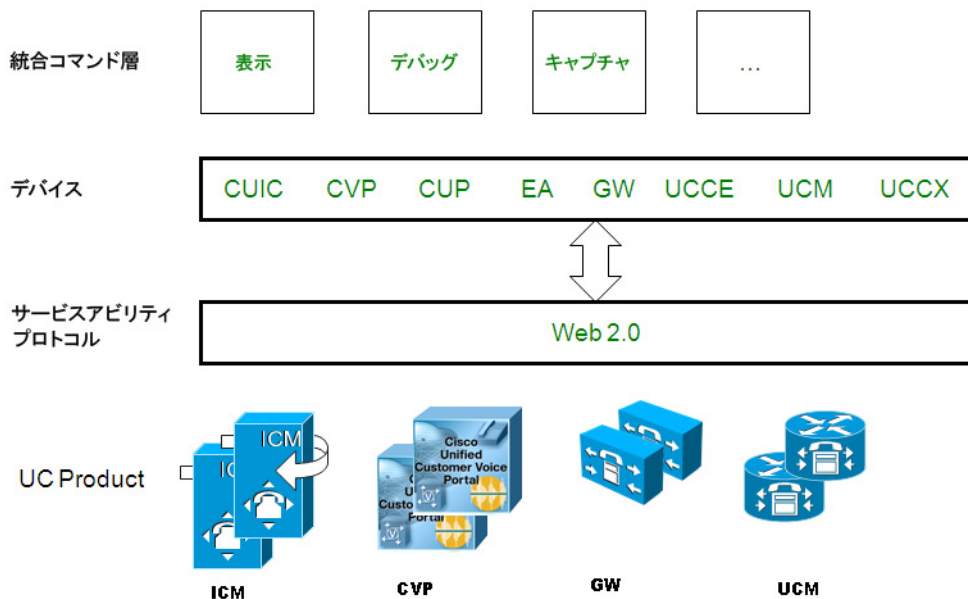 統合コマンド層
表示
デバッグ
キャプチャ
...
デバイス
CUIC CVP CUP EA GW UCCE UCM UCCX
サービスアビリティ
プロトコル
Web 2.0
UC Product
ICM
Cisco
Unified
Customer Voice
Portal
ICM
CVP
GW
UCM